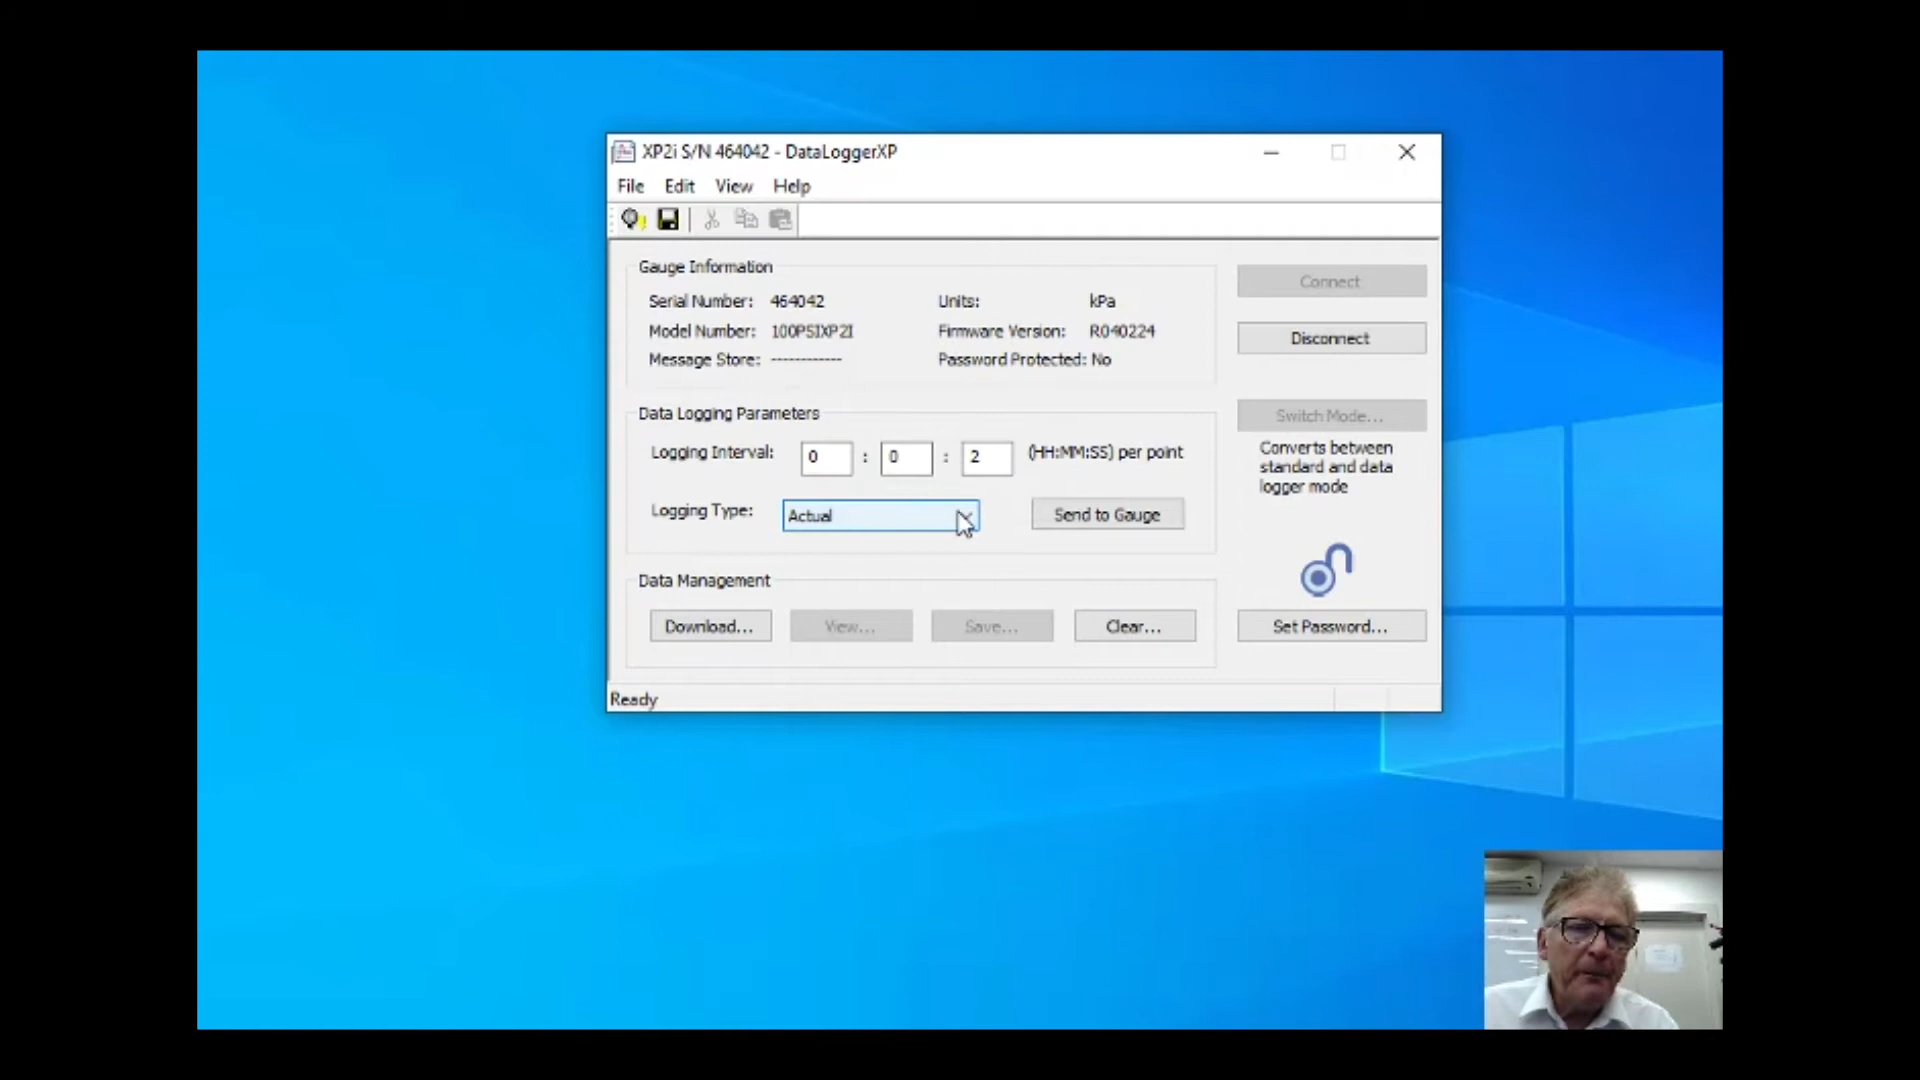 XP2i S/N 464042 - DataLoggerXP
File Edit View Help
Gauge Information
Serial Number: 464042 Units: kPa
Model Number: 100PSIXP2I Firmware Version: R040224
Message Store: ------------ Password Protected: No
Connect
Disconnect
Data Logging Parameters
Logging Interval: 0 : 0 : 2 (HH:MM:SS) per point
Logging Type: Actual Send to Gauge
Switch Mode...
Converts between
standard and data
logger mode
Data Management
Download... View... Save... Clear... Set Password...
Ready